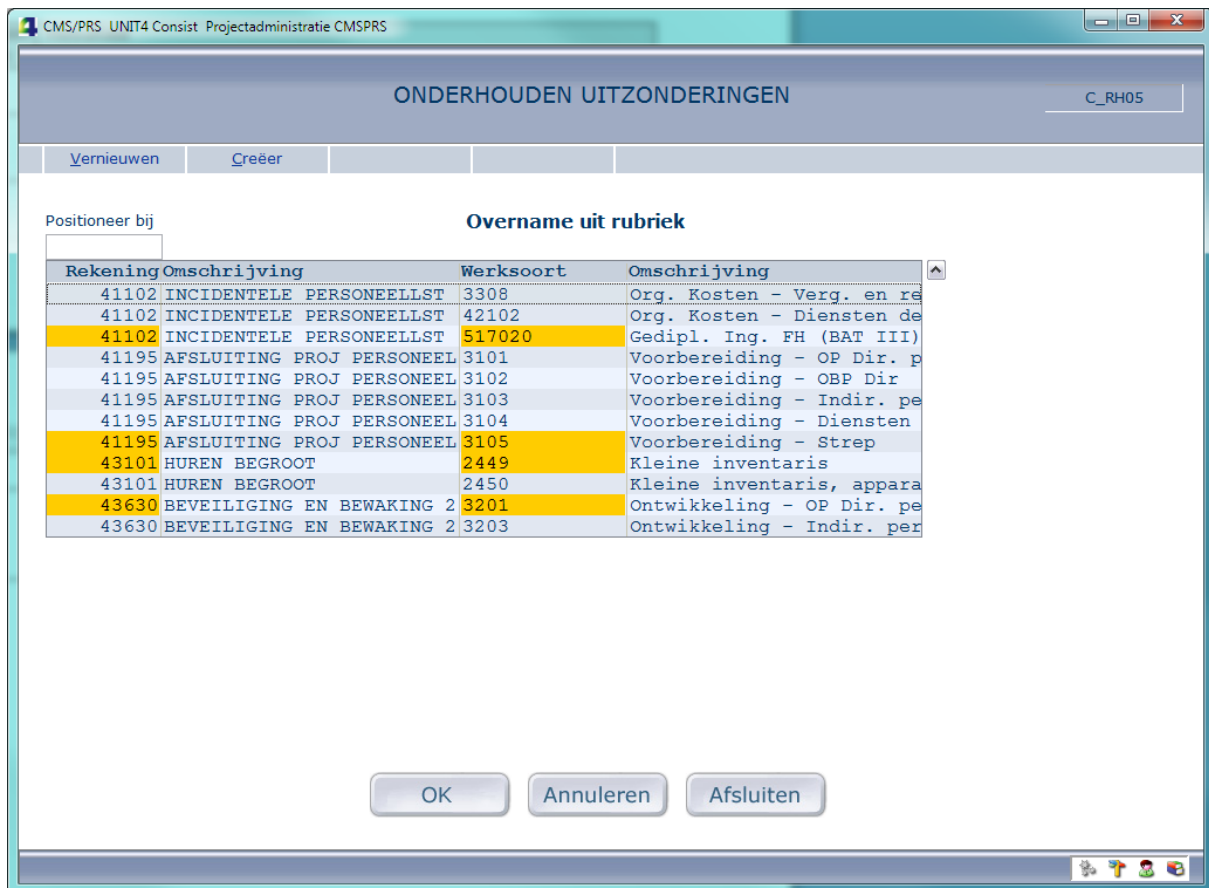 CMS/PRS UNIT4 Consist Projectadministratie CMSPRS
ONDERHOUDEN UITZONDERINGEN
C_RH05
Vernieuwen Creëer
Positioneer bij Overname uit rubriek
Rekening Omschrijving Werksoort Omschrijving
41102 INCIDENTELE PERSONEELLST 3308 Org. Kosten - Verg. en re
41102 INCIDENTELE PERSONEELLST 42102 Org. Kosten - Diensten de
41102 INCIDENTELE PERSONEELLST 517020 Gedipl. Ing. FH (BAT III)
41195 AFSLUITING PROJ PERSONEEL 3101 Voorbereiding - OP Dir. p
41195 AFSLUITING PROJ PERSONEEL 3102 Voorbereiding - OBP Dir
41195 AFSLUITING PROJ PERSONEEL 3103 Voorbereiding - Indir. pe
41195 AFSLUITING PROJ PERSONEEL 3104 Voorbereiding - Diensten
41195 AFSLUITING PROJ PERSONEEL 3105 Voorbereiding - Strep
43101 HUREN BEGROOT 2449 Kleine inventaris
43101 HUREN BEGROOT 2450 Kleine inventaris, appara
43630 BEVEILIGING EN BEWAKING 2 3201 Ontwikkeling - OP Dir. pe
43630 BEVEILIGING EN BEWAKING 2 3203 Ontwikkeling - Indir. per
OK Annuleren Afsluiten